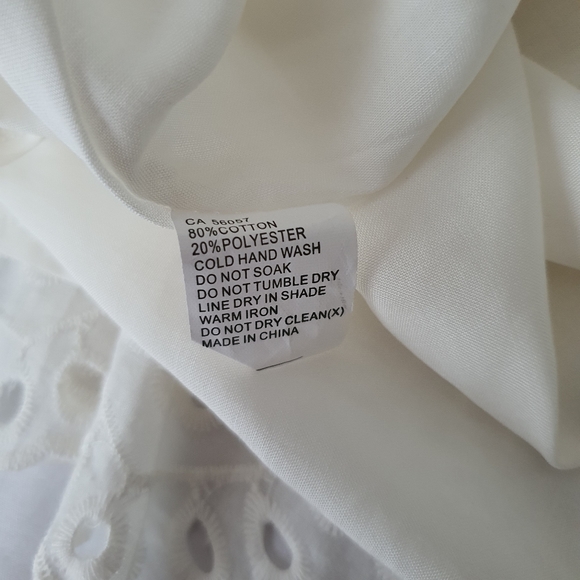 CA 56057
80%COTTON
20%POLYESTER
COLD HAND WASH
DO NOT SOAK
DO NOT TUMBLE DRY
LINE DRY IN SHADE
WARM IRON
DO NOT DRY CLEAN(X)
MADE IN CHINA